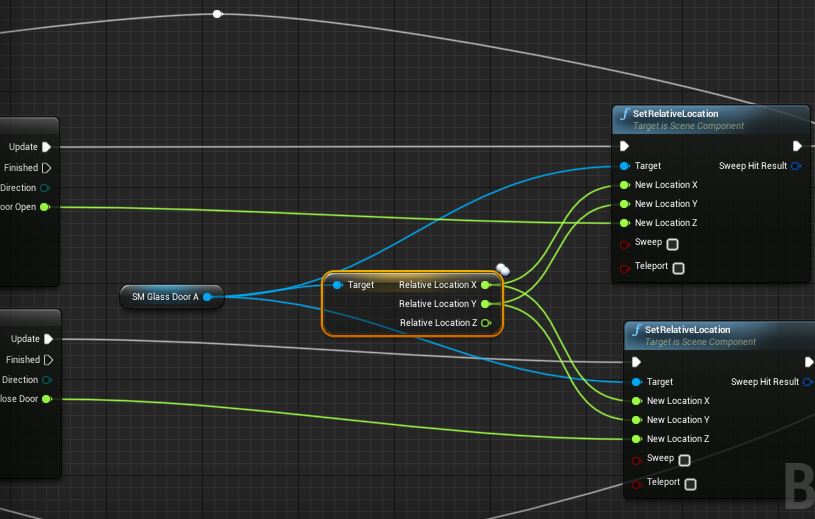 SetRelativeLocation
Target is Scene Component
Update
Finished
Direction
oor Open
Target
Sweep Hit Result
New Location X
New Location Y
New Location Z
Sweep
Teleport
SM Glass Door A
Target
Relative Location X
Relative Location Y
Relative Location Z
Update
Finished
Direction
lose Door
SetRelativeLocation
Target is Scene Component
Target
Sweep Hit Result
New Location X
New Location Y
New Location Z
Sweep
Teleport
B